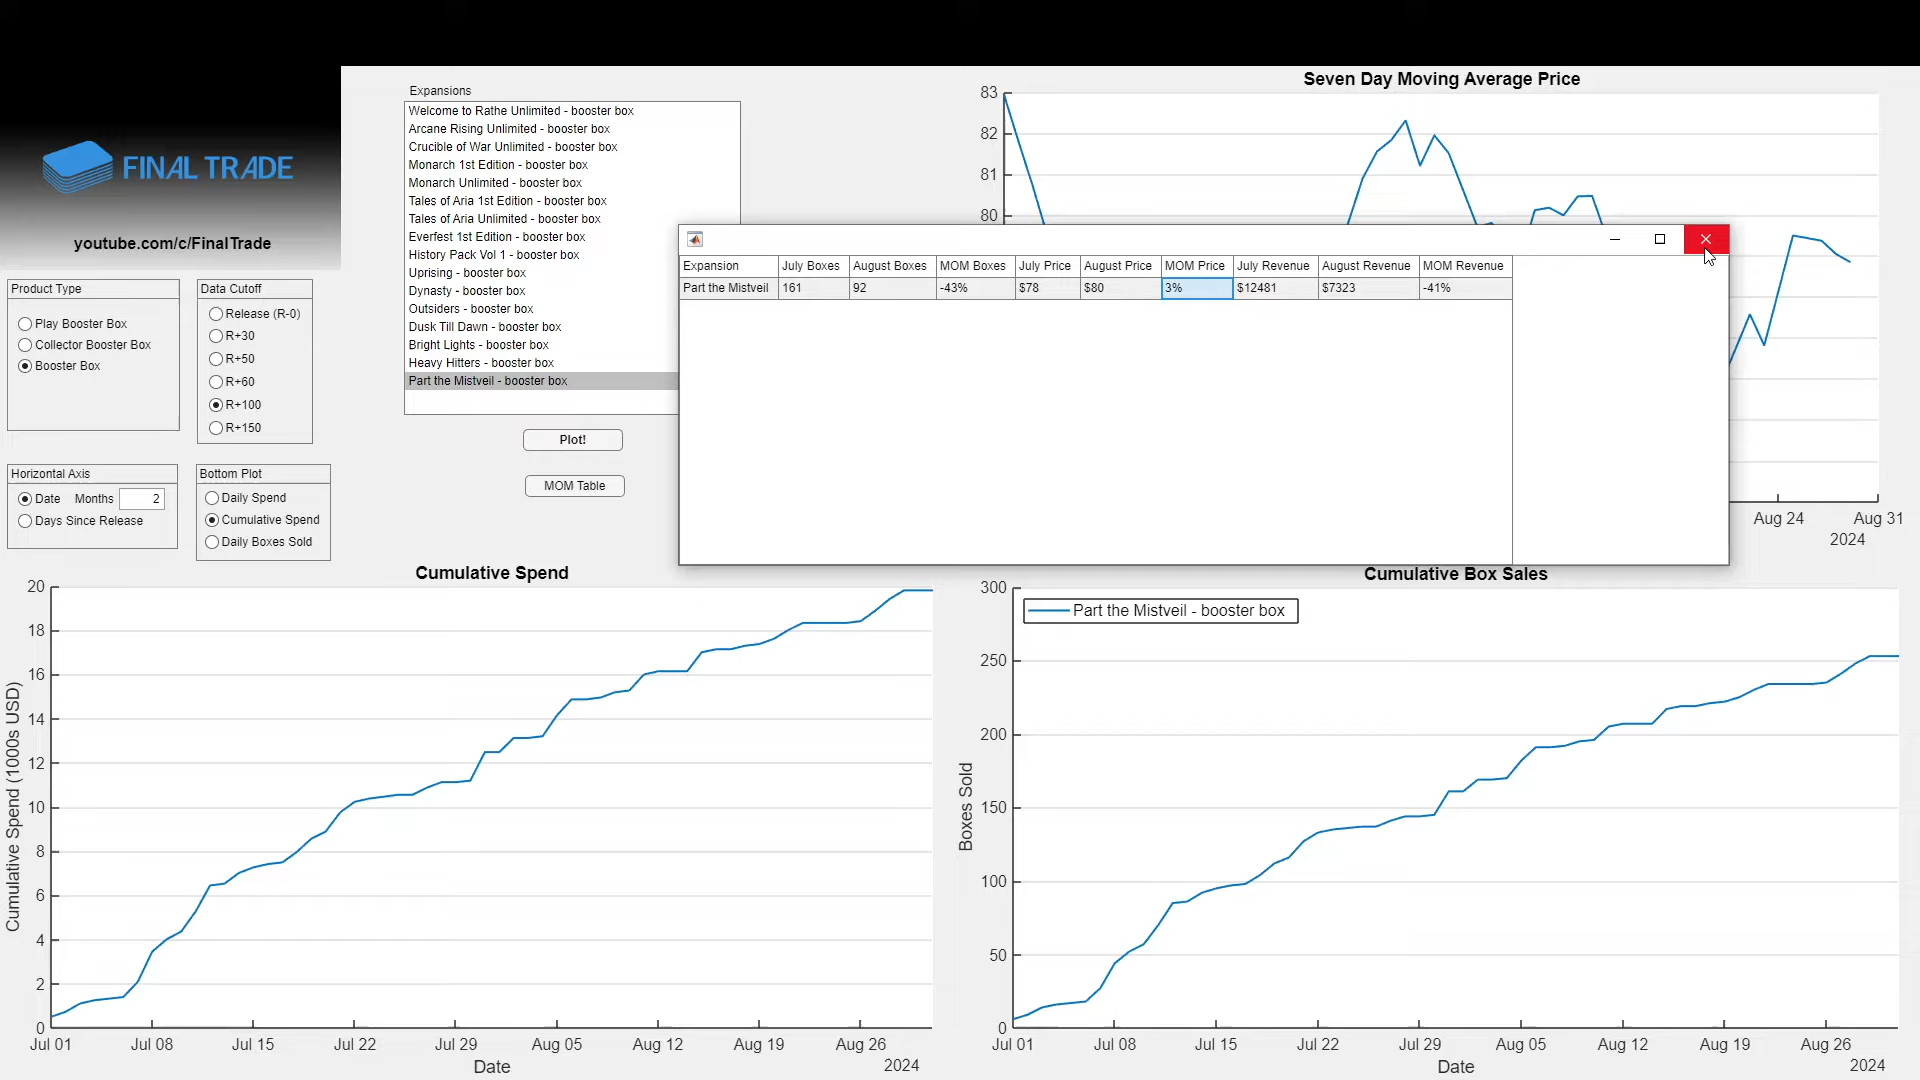 FINAL TRADE
youtube.com/c/FinalTrade
Product Type
Play Booster Box
Collector Booster Box
Booster Box
Data Cutoff
Release (R-0)
R+30
R+50
R+60
R+100
R+150
Horizontal Axis
Date Months 2
Days Since Release
Bottom Plot
Daily Spend
Cumulative Spend
Daily Boxes Sold
Expansions
Welcome to Rathe Unlimited - booster box
Arcane Rising Unlimited - booster box
Crucible of War Unlimited - booster box
Monarch 1st Edition - booster box
Monarch Unlimited - booster box
Tales of Aria 1st Edition - booster box
Tales of Aria Unlimited - booster box
Everfest 1st Edition - booster box
History Pack Vol 1 - booster box
Uprising - booster box
Dynasty - booster box
Outsiders - booster box
Dusk Till Dawn - booster box
Bright Lights - booster box
Heavy Hitters - booster box
Part the Mistveil - booster box
Plot!
MOM Table
Seven Day Moving Average Price
83
82
81
80
Aug 24 Aug 31
2024
Expansion July Boxes August Boxes MOM Boxes July Price August Price MOM Price July Revenue August Revenue MOM Revenue
Part the Mistveil 161 92 -43% $78 $80 3% $12481 $7323 -41%
Cumulative Spend
Cumulative Spend (1000s USD)
20
18
16
14
12
10
8
6
4
2
0
Jul 01 Jul 08 Jul 15 Jul 22 Jul 29 Aug 05 Aug 12 Aug 19 Aug 26
Date 2024
Cumulative Box Sales
Part the Mistveil - booster box
Boxes Sold
300
250
200
150
100
50
0
Jul 01 Jul 08 Jul 15 Jul 22 Jul 29 Aug 05 Aug 12 Aug 19 Aug 26
Date 2024